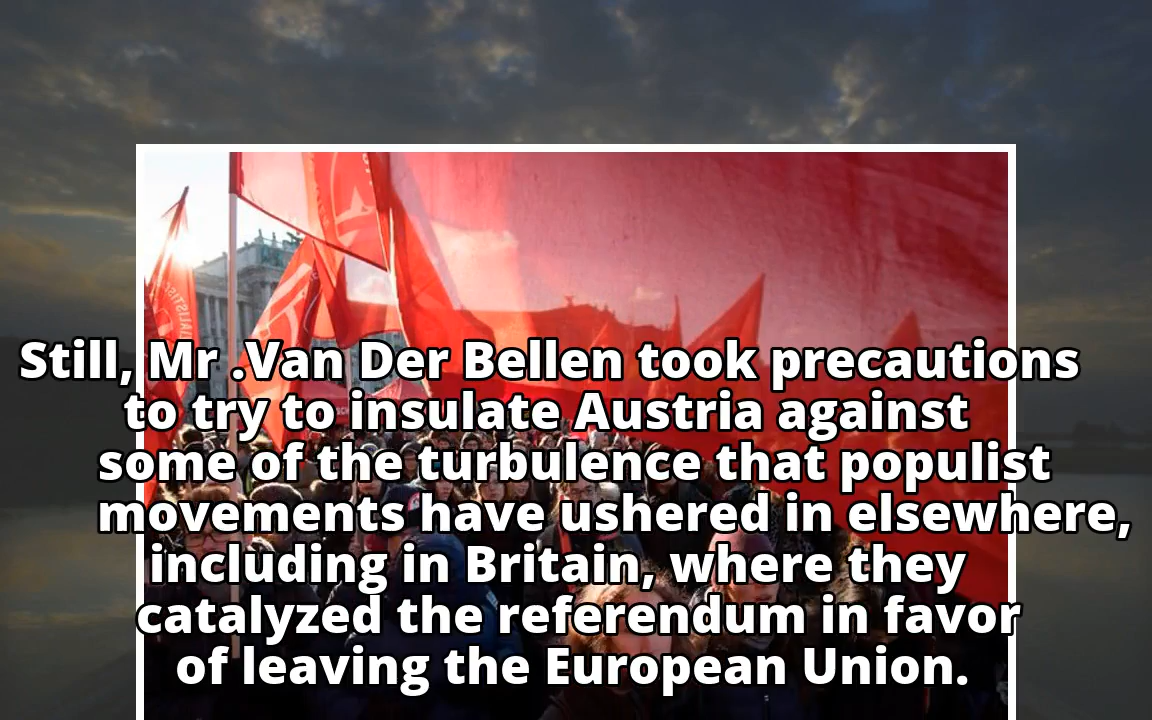 Still, Mr .Van Der Bellen took precautions
to try to insulate Austria against
some of the turbulence that populist
movements have ushered in elsewhere,
including in Britain, where they
catalyzed the referendum in favor
of leaving the European Union.